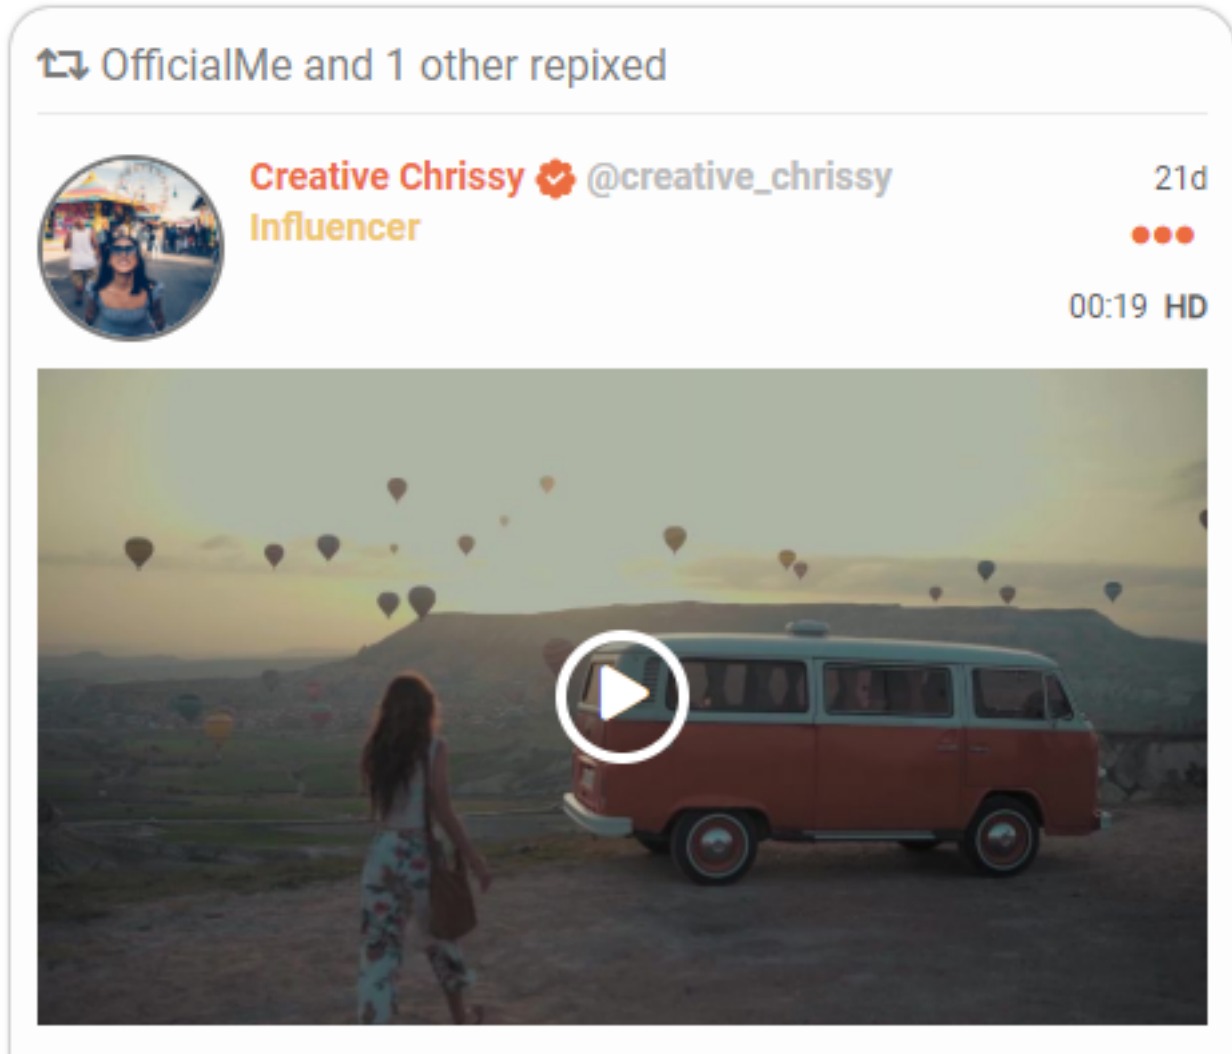 OfficialMe and 1 other repixed
Creative Chrissy @creative_chrissy 21d
Influencer
00:19 HD